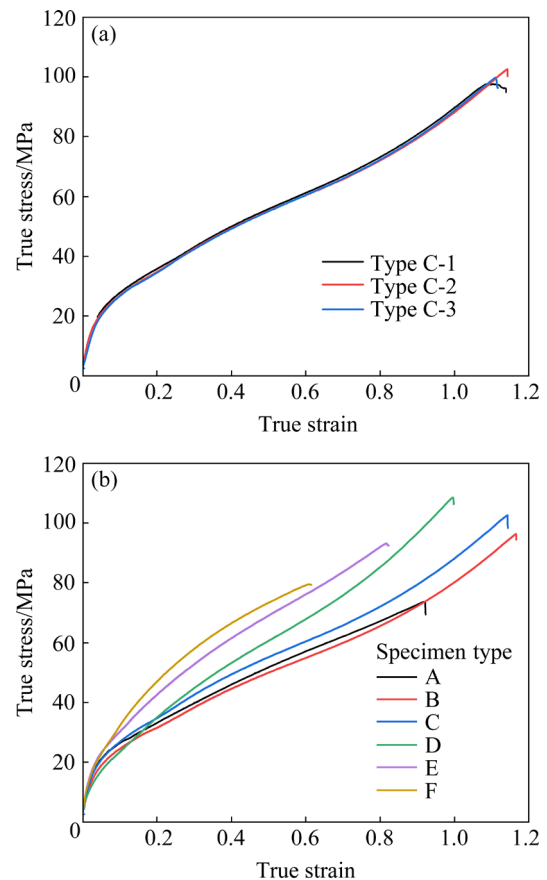 (a)
120
100
80
60
40
20
0
True stress/MPa
Type C-1
Type C-2
Type C-3
0.2 0.4 0.6 0.8 1.0 1.2
True strain
(b)
120
100
80
60
40
20
0
True stress/MPa
Specimen type
A
B
C
D
E
F
0.2 0.4 0.6 0.8 1.0 1.2
True strain